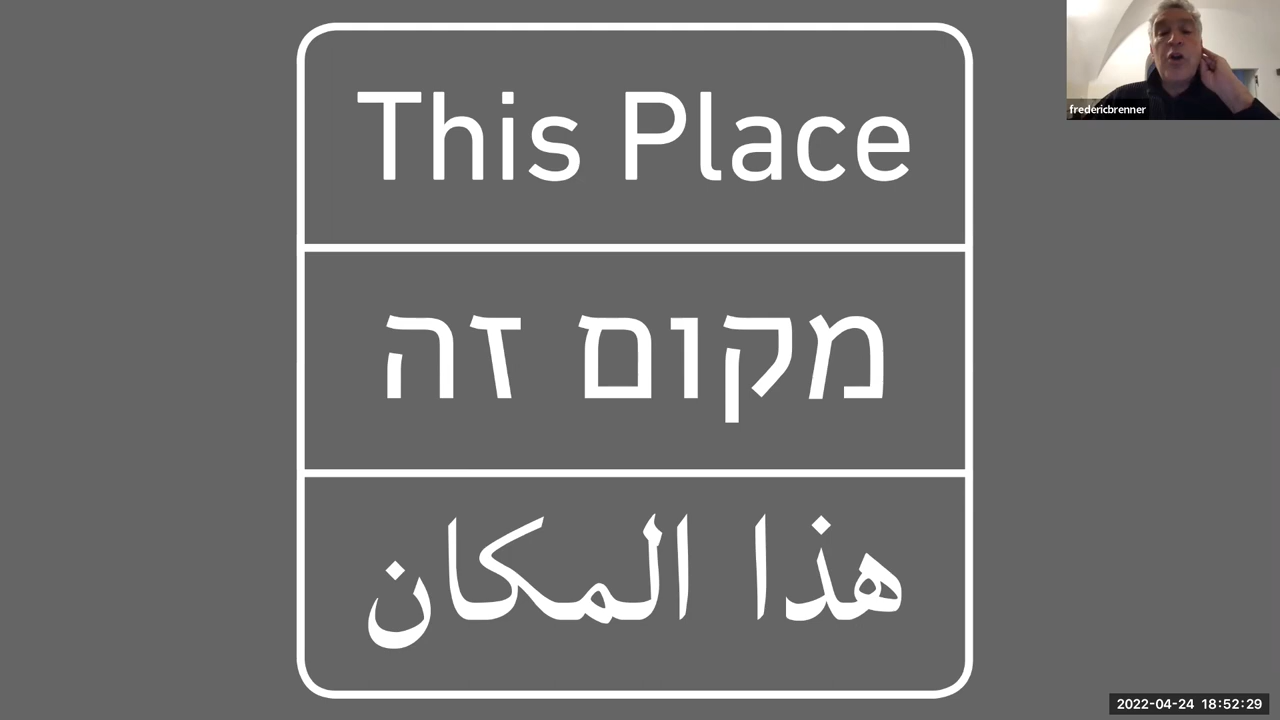 This Place
מקום זה
هذا المكان
fredericbrenner
2022-04-24 18:52:29